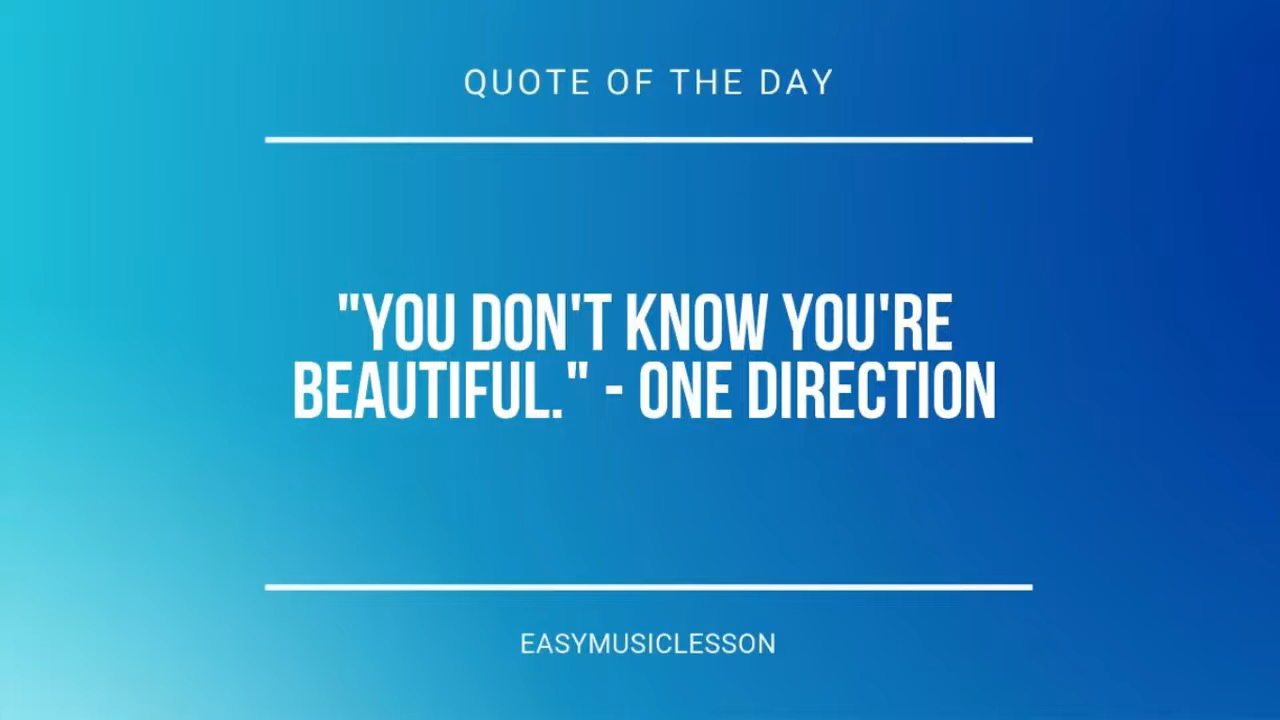 QUOTE OF THE DAY
"YOU DON'T KNOW YOU'RE
BEAUTIFUL." - ONE DIRECTION
EASYMUSICLESSON